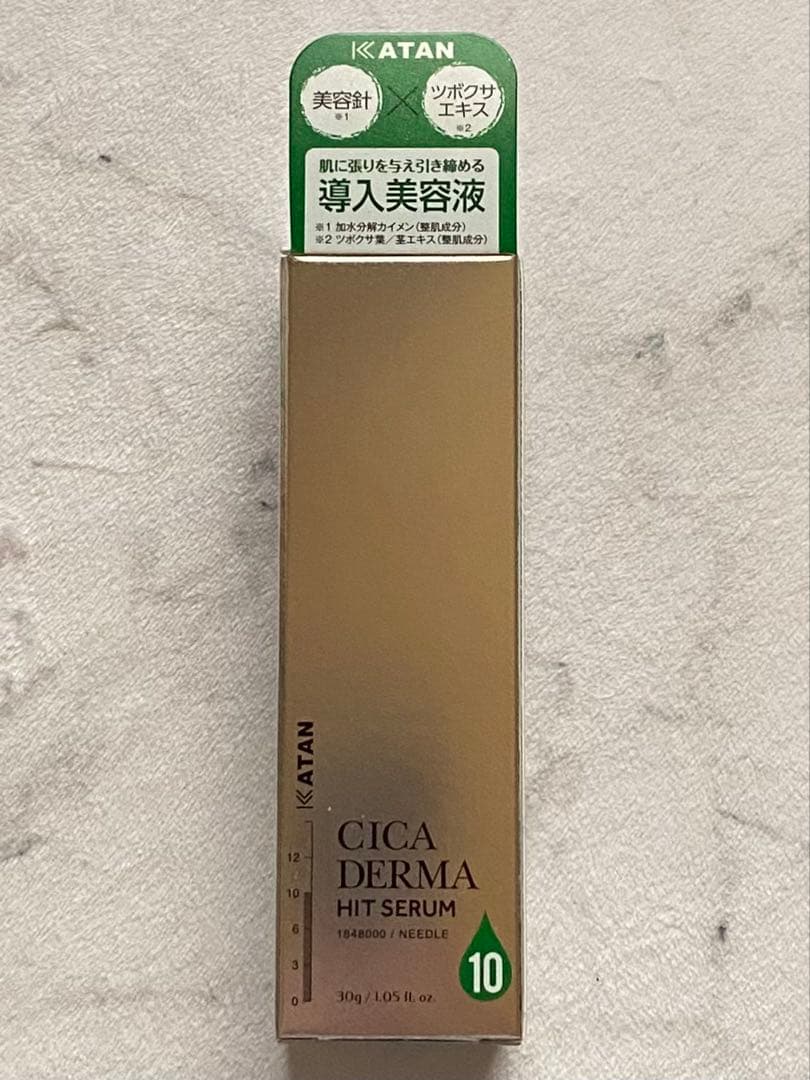 KATAN
美容針
※1
×
ツボクサ
エキス
※2
肌に張りを与え引き締める
導入美容液
※1 加水分解カイメン(整肌成分)
※2 ツボクサ葉/茎エキス(整肌成分)
KATAN
CICA
DERMA
HIT SERUM
1848000 / NEEDLE
12
10
6
3
0
10
30g / 1.05 fl. oz.